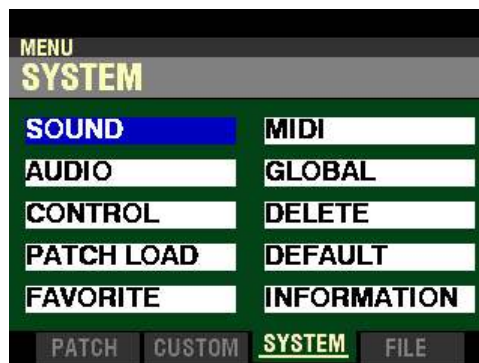 MENU
SYSTEM
SOUND
MIDI
AUDIO
GLOBAL
CONTROL
DELETE
PATCH LOAD
DEFAULT
FAVORITE
INFORMATION
PATCH CUSTOM SYSTEM FILE